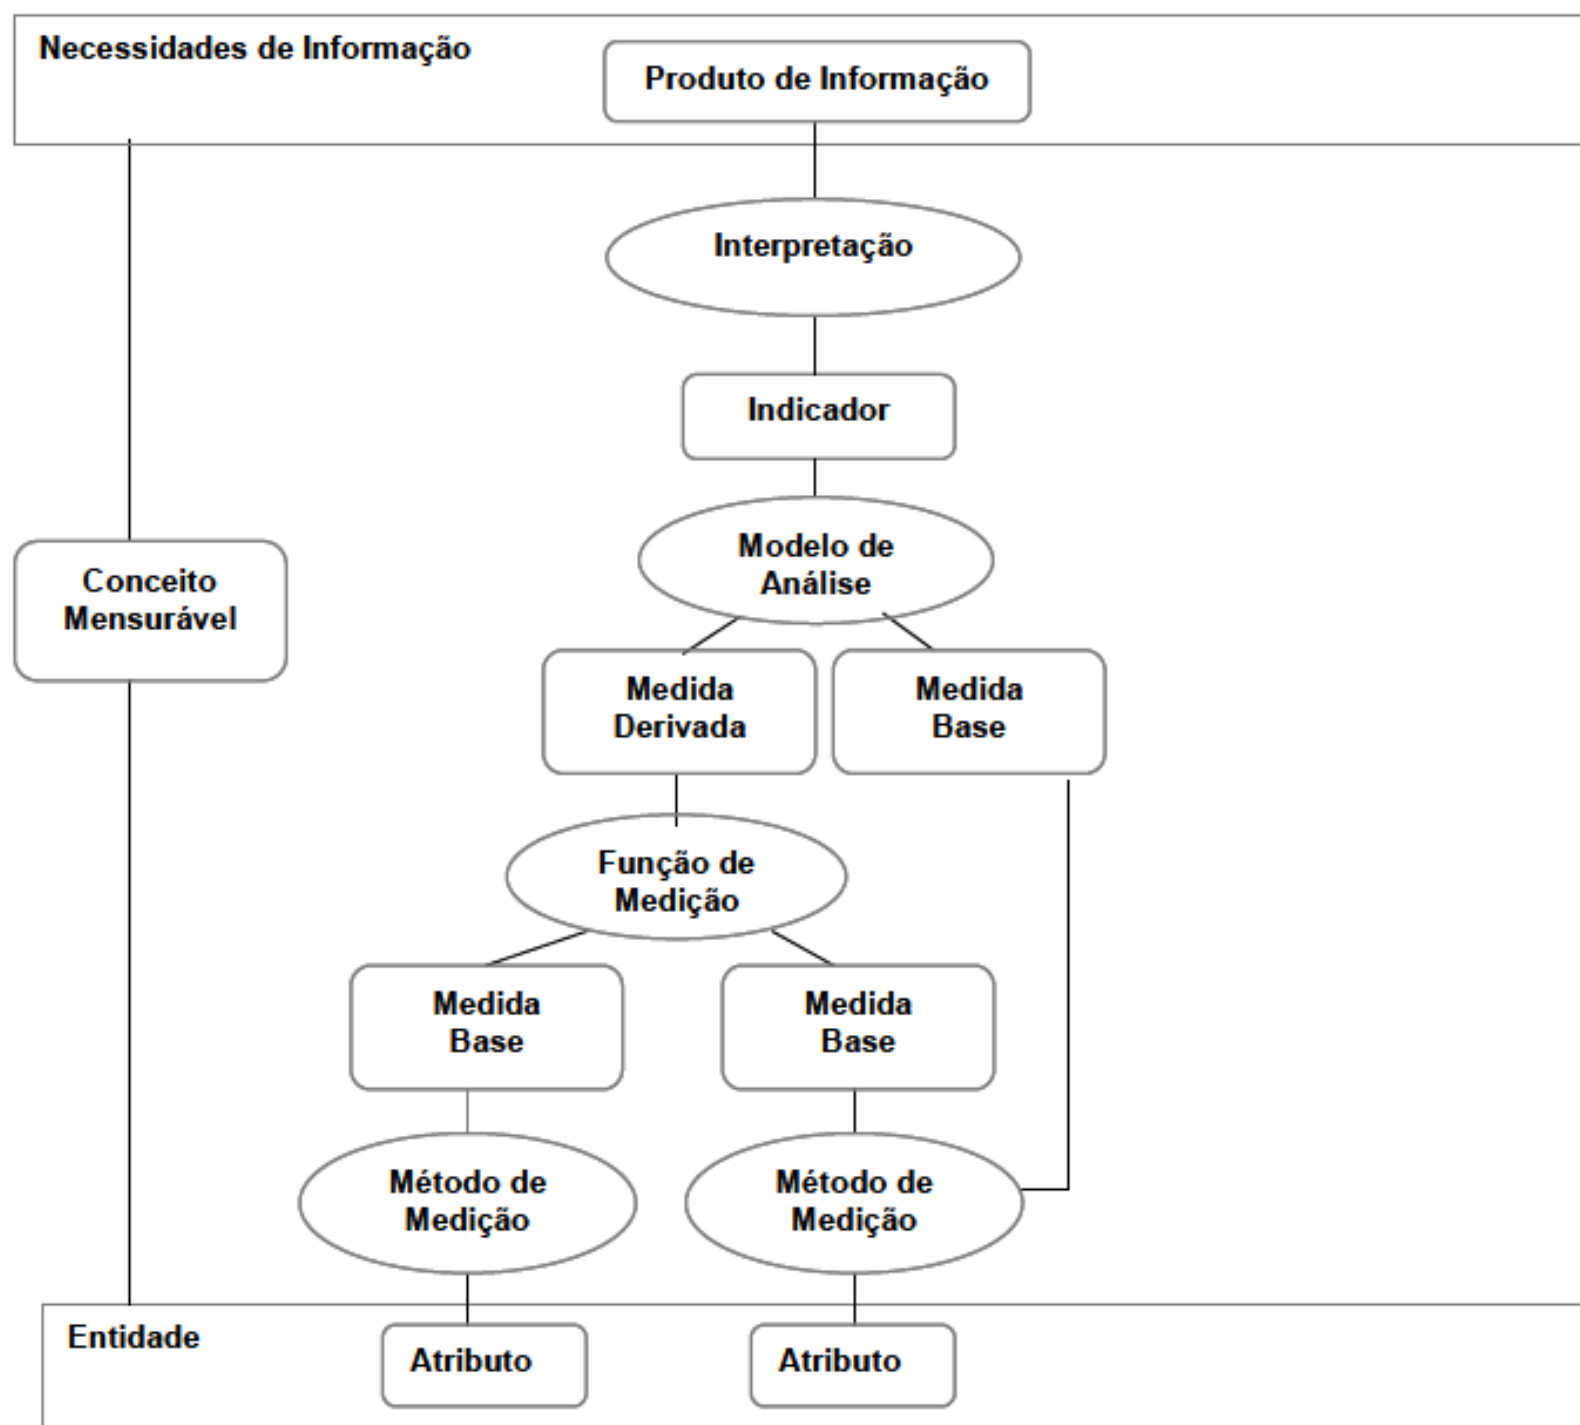 Necessidades de Informação
Produto de Informação
Interpretação
Indicador
Modelo de
Análise
Conceito
Mensurável
Medida
Derivada
Medida
Base
Função de
Medição
Medida
Base
Medida
Base
Método de
Medição
Método de
Medição
Entidade
Atributo
Atributo